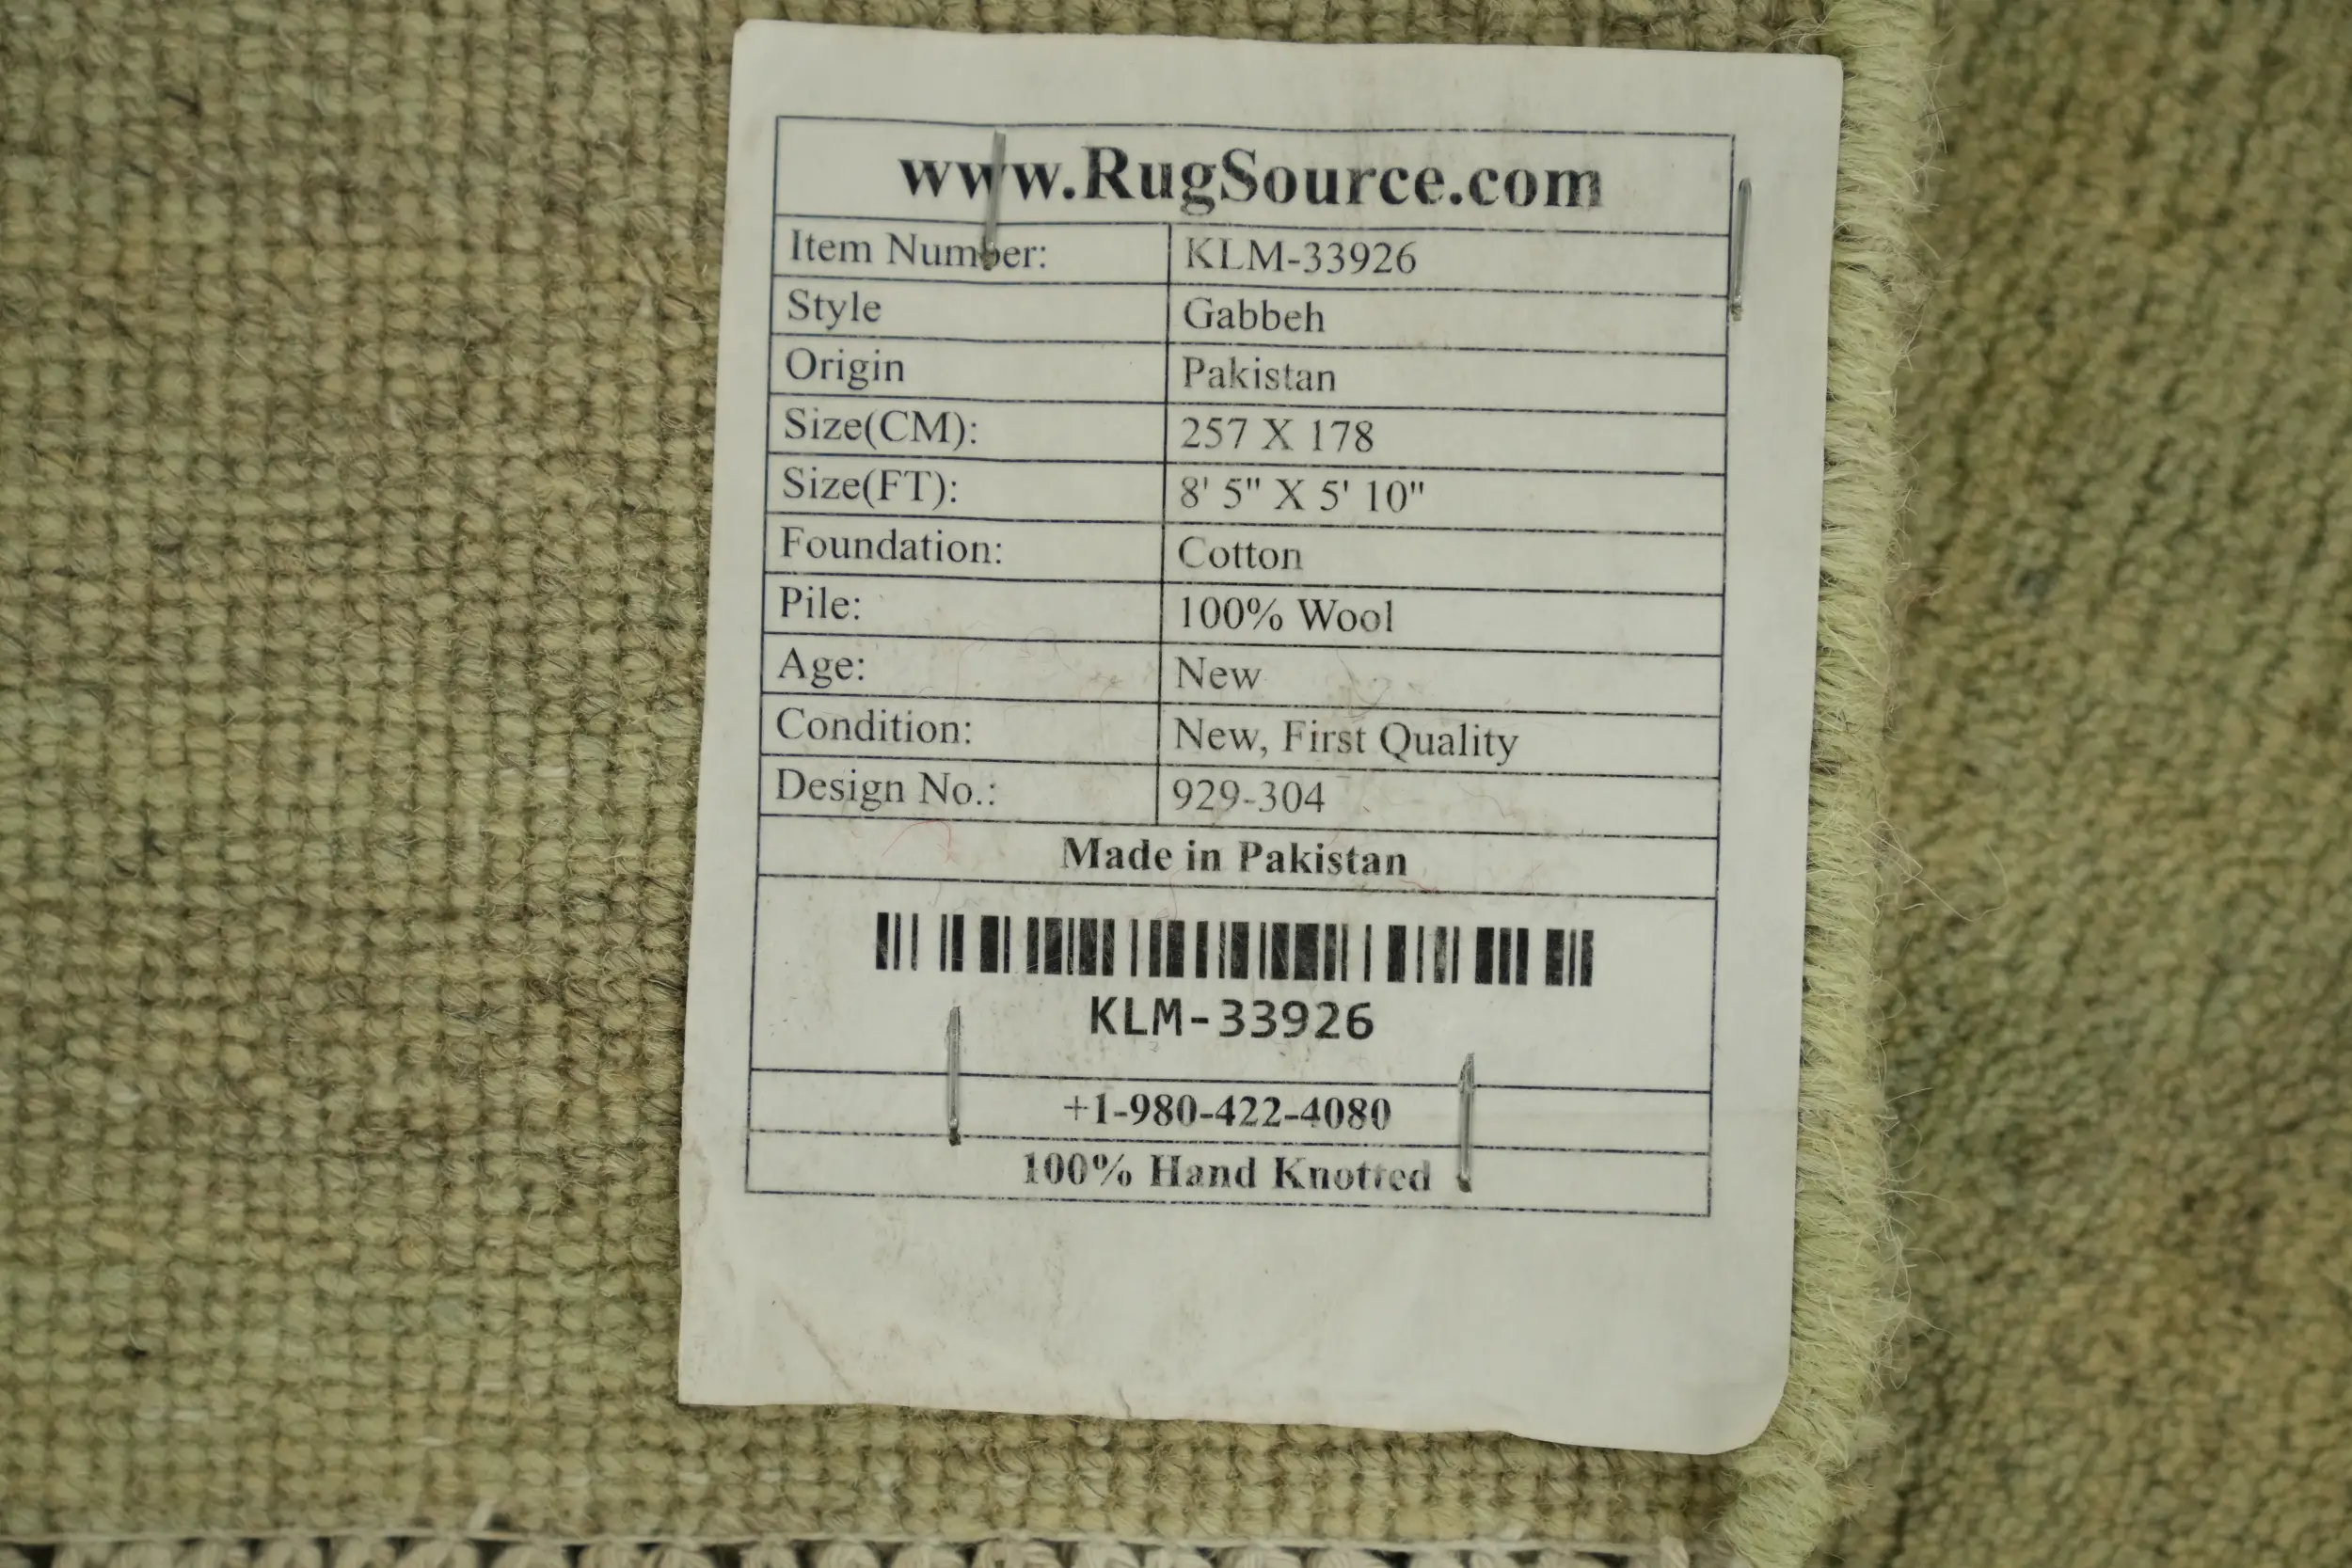 www.RugSource.com
Item Number: KLM-33926
Style Gabbeh
Origin Pakistan
Size(CM): 257 X 178
Size(FT): 8' 5" X 5' 10"
Foundation: Cotton
Pile: 100% Wool
Age: New
Condition: New, First Quality
Design No.: 929-304
Made in Pakistan
KLM-33926
+1-980-422-4080
100% Hand Knotted